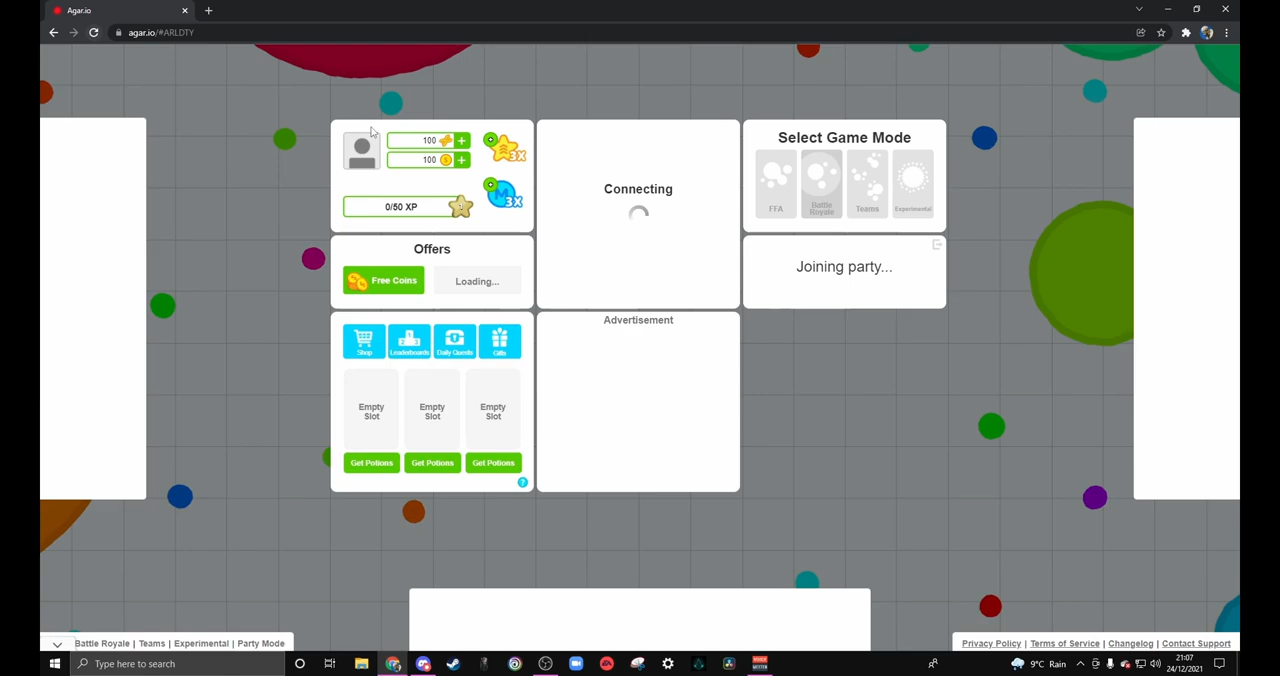 Agar.io
agar.io/#ARLDTY
100
100
3X
M 3X
0/50 XP
Offers
Free Coins
Loading...
Shop
Leaderboards
Daily Quests
Gifts
Empty
Slot
Empty
Slot
Empty
Slot
Get Potions
Get Potions
Get Potions
?
Connecting
Advertisement
Select Game Mode
FFA
Battle
Royale
Teams
Experimental
Joining party...
Battle Royale | Teams | Experimental | Party Mode
Privacy Policy | Terms of Service | Changelog | Contact Support
Type here to search
9°C Rain
21:07
24/12/2021